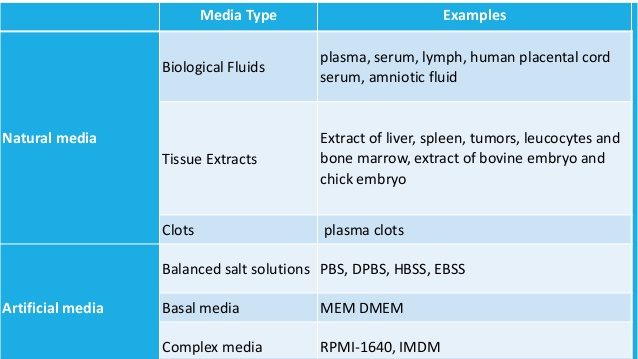 Media Type
Examples
Natural media
Biological Fluids
plasma, serum, lymph, human placental cord
serum, amniotic fluid
Tissue Extracts
Extract of liver, spleen, tumors, leucocytes and
bone marrow, extract of bovine embryo and
chick embryo
Clots
plasma clots
Artificial media
Balanced salt solutions
PBS, DPBS, HBSS, EBSS
Basal media
MEM DMEM
Complex media
RPMI-1640, IMDM